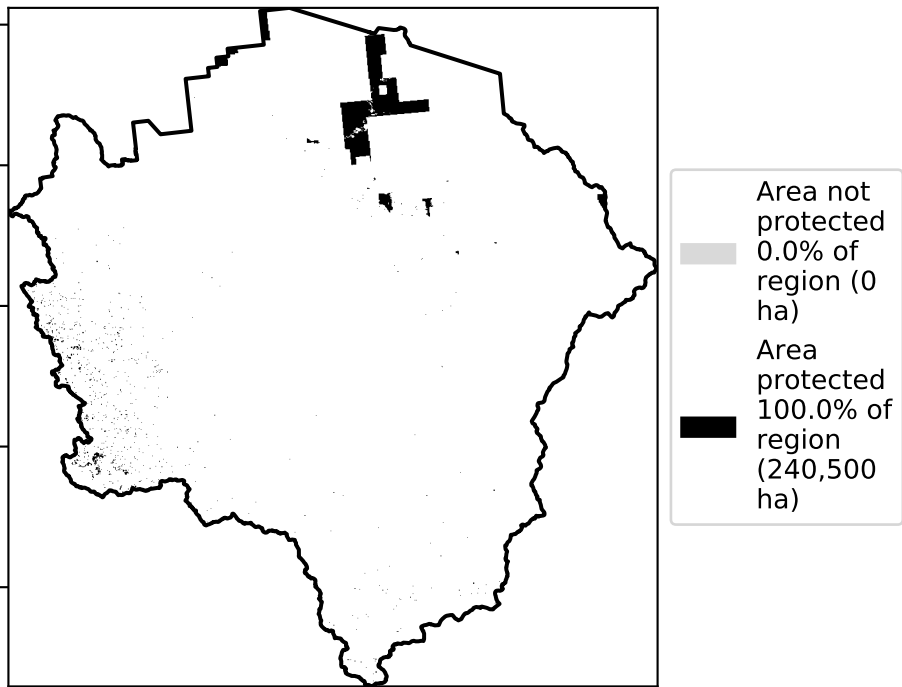 Area not
protected
0.0% of
region (0
ha)
Area
protected
100.0% of
region
(240,500
ha)